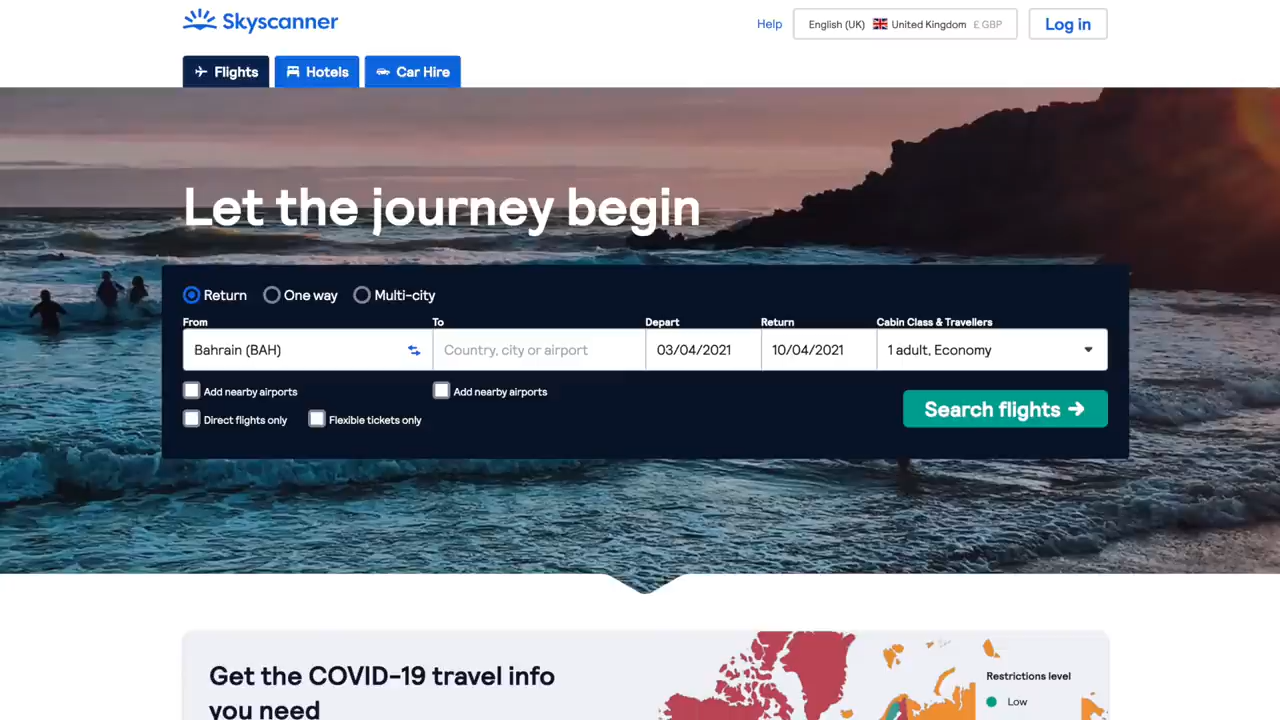 Skyscanner
Help
English (UK) United Kingdom £ GBP
Log in
Flights
Hotels
Car Hire
Let the journey begin
Return
One way
Multi-city
From
To
Depart
Return
Cabin Class & Travellers
Bahrain (BAH)
Country, city or airport
03/04/2021
10/04/2021
1 adult, Economy
Add nearby airports
Add nearby airports
Direct flights only
Flexible tickets only
Search flights
Get the COVID-19 travel info
you need
Restrictions level
Low